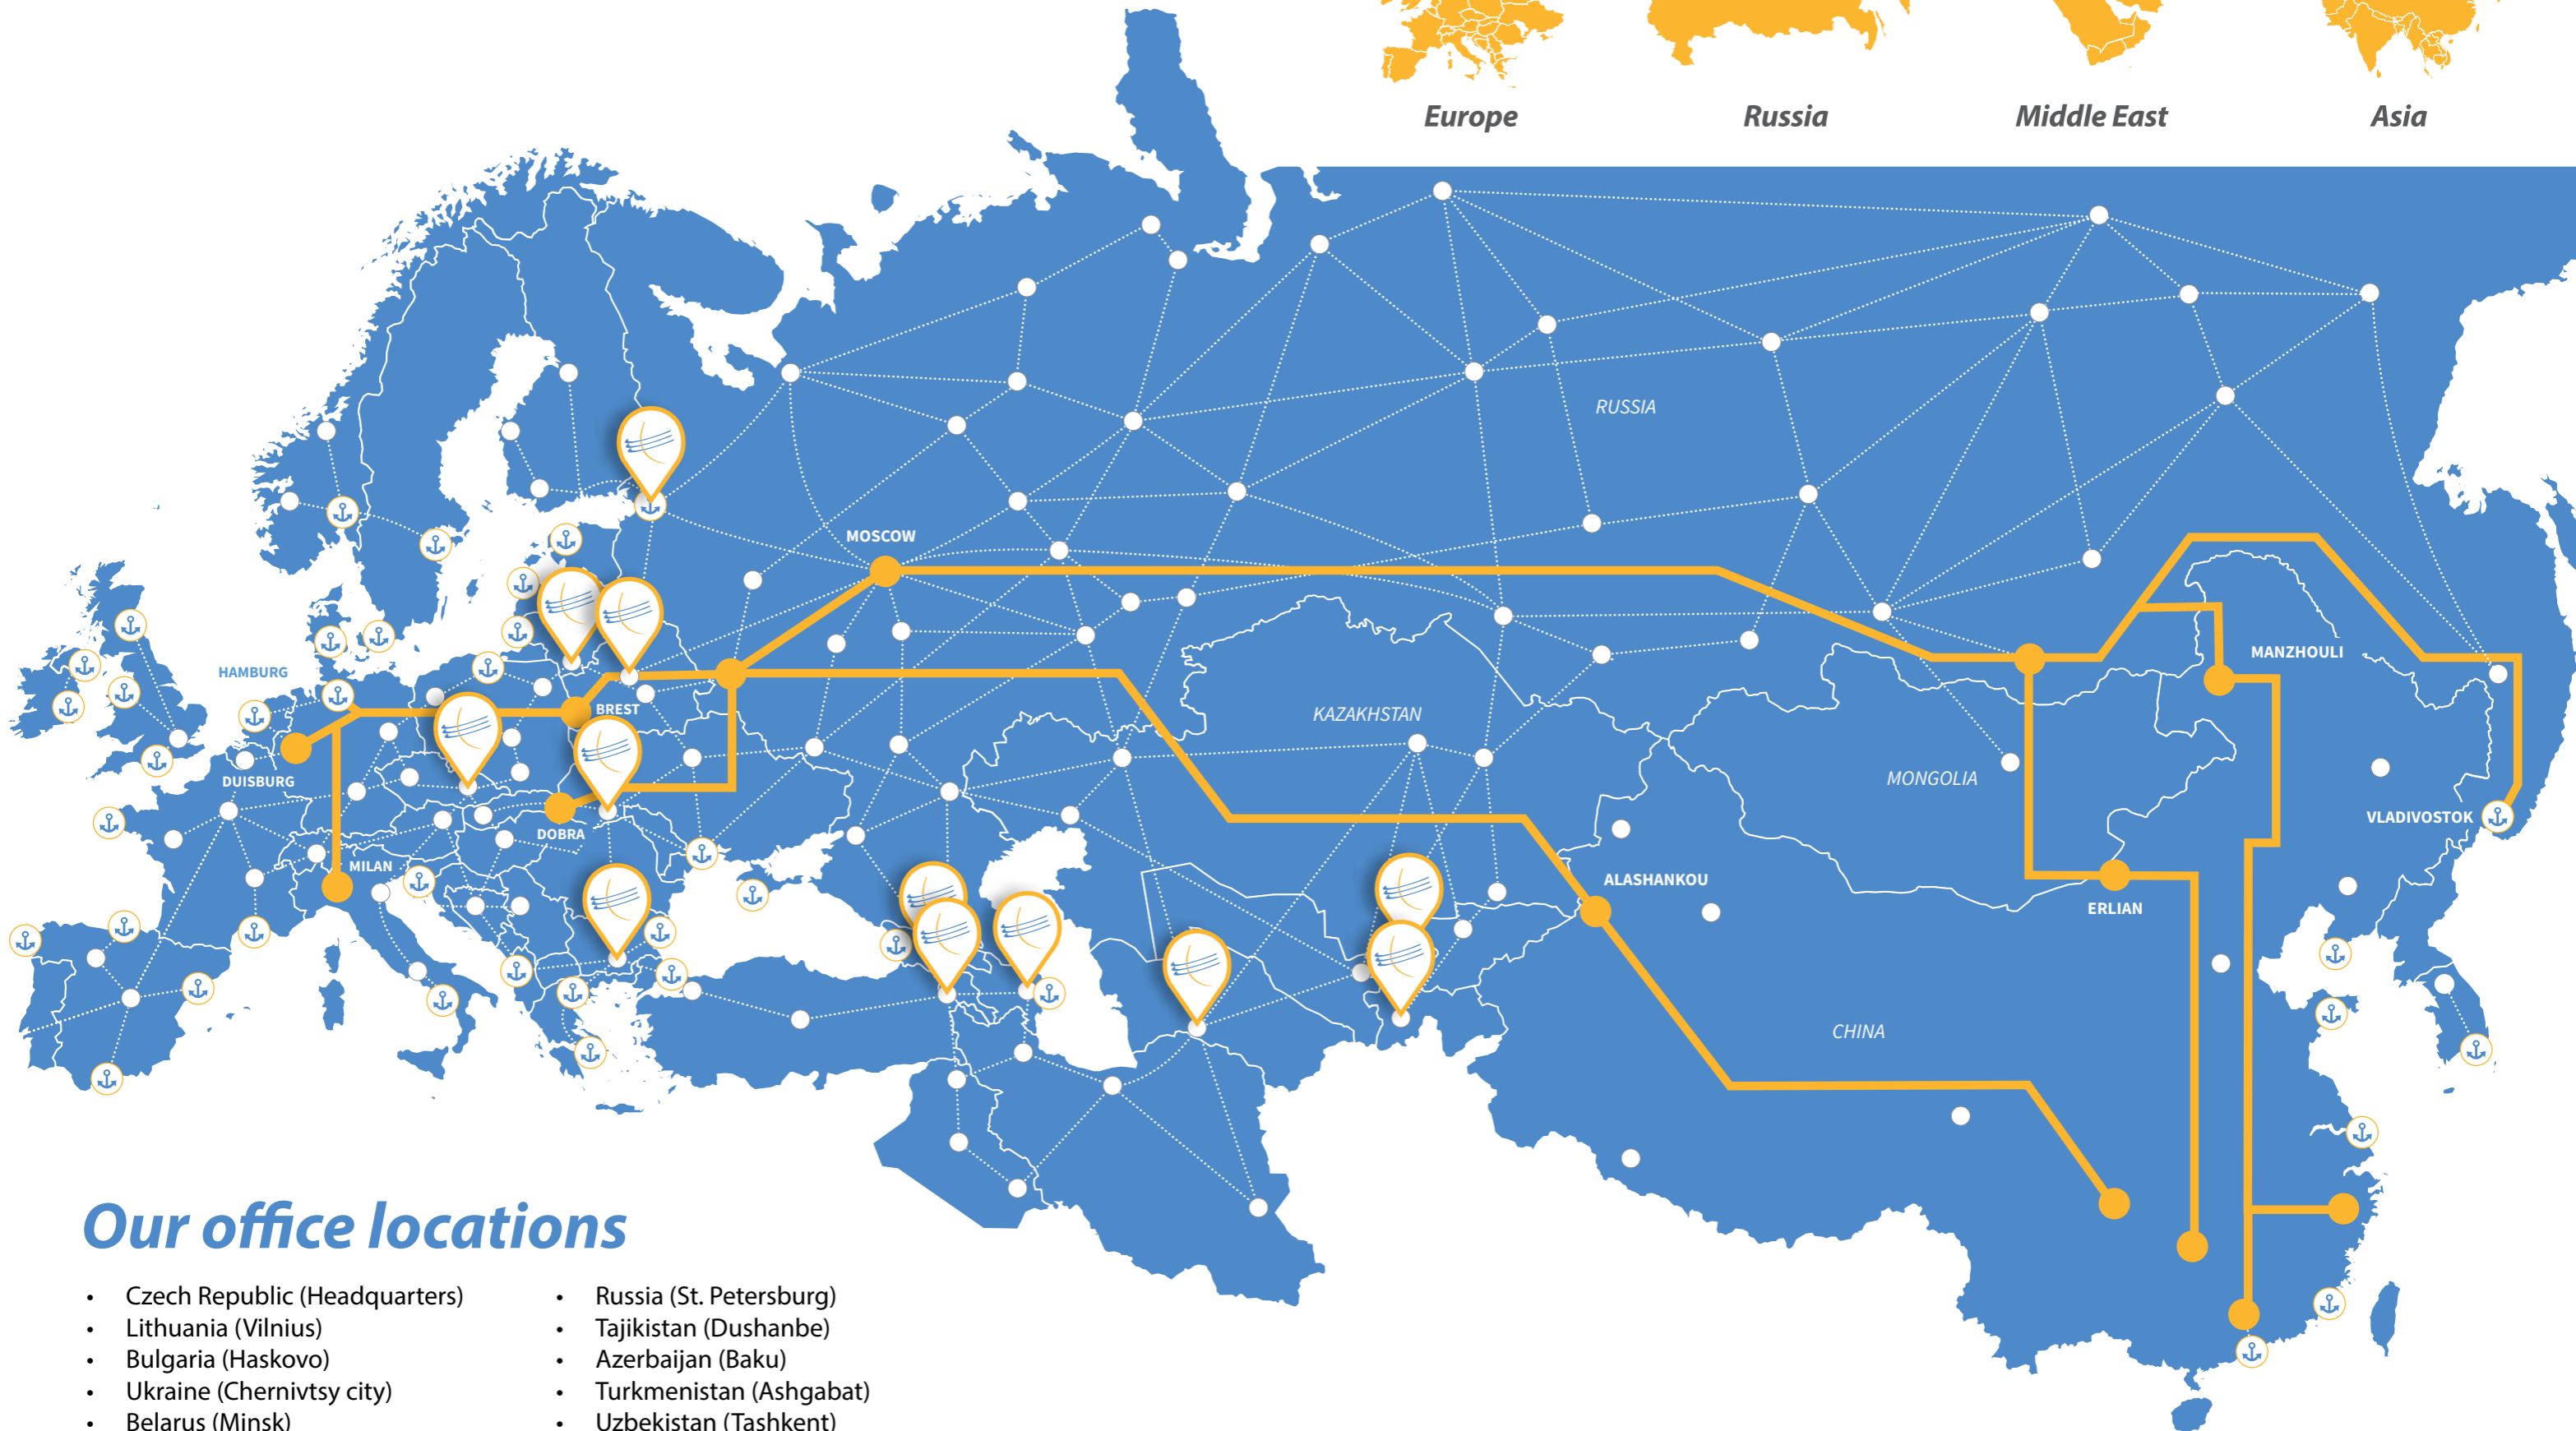 Europe
Russia
Middle East
Asia
RUSSIA
MOSCOW
HAMBURG
MANZHOULI
BREST
KAZAKHSTAN
DUISBURG
MONGOLIA
VLADIVOSTOK
DOBRA
MILAN
ALASHANKOU
ERLIAN
CHINA
Our office locations
• Czech Republic (Headquarters)
• Lithuania (Vilnius)
• Bulgaria (Haskovo)
• Ukraine (Chernivtsy city)
• Belarus (Minsk)
• Russia (St. Petersburg)
• Tajikistan (Dushanbe)
• Azerbaijan (Baku)
• Turkmenistan (Ashgabat)
• Uzbekistan (Tashkent)